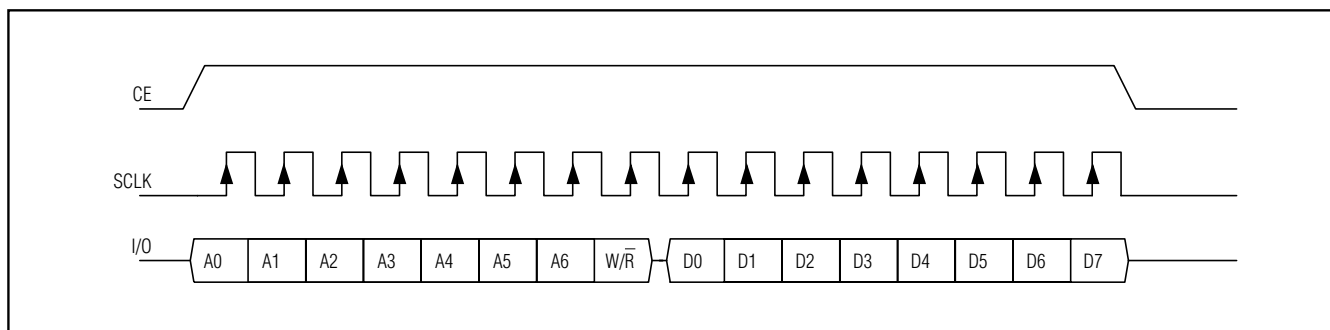 CE
SCLK
I/O A0 A1 A2 A3 A4 A5 A6 W/R̅ D0 D1 D2 D3 D4 D5 D6 D7